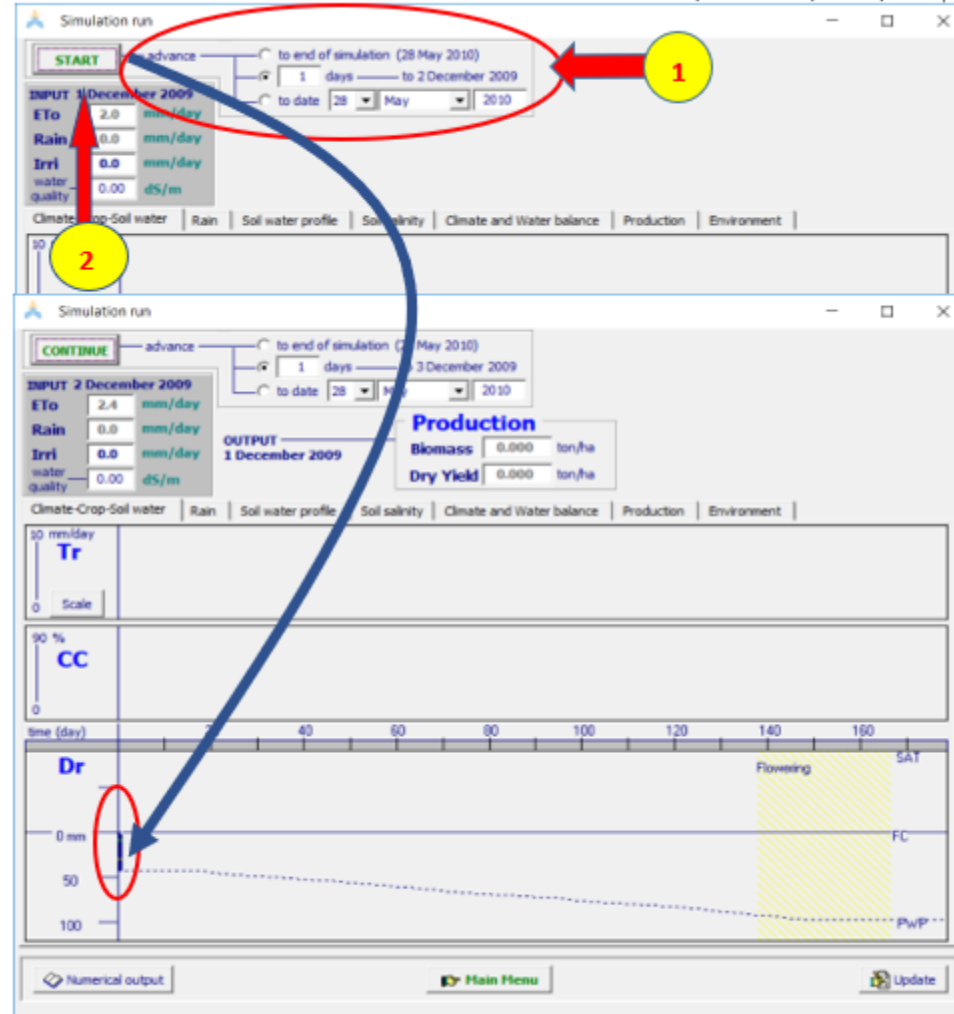 Simulation run
START
advance
to end of simulation (28 May 2010)
1 days to 2 December 2009
to date 28 May 2010
1
INPUT 1 December 2009
ETo 2.0 mm/day
Rain 0.0 mm/day
Irri 0.0 mm/day
water quality 0.00 dS/m
2
Climate-Crop-Soil water Rain Soil water profile Soil salinity Climate and Water balance Production Environment
10
Simulation run
CONTINUE
advance
to end of simulation (28 May 2010)
1 days to 3 December 2009
to date 28 May 2010
INPUT 2 December 2009
ETo 2.4 mm/day
Rain 0.0 mm/day
Irri 0.0 mm/day
water quality 0.00 dS/m
OUTPUT
1 December 2009
Production
Biomass 0.000 ton/ha
Dry Yield 0.000 ton/ha
Climate-Crop-Soil water Rain Soil water profile Soil salinity Climate and Water balance Production Environment
10 mm/day
Tr
0 Scale
90 %
CC
0
time (day) 20 40 60 80 100 120 140 160
Dr
Flowering
SAT
0 mm
FC
50
100
PWP
Numerical output Main Menu Update